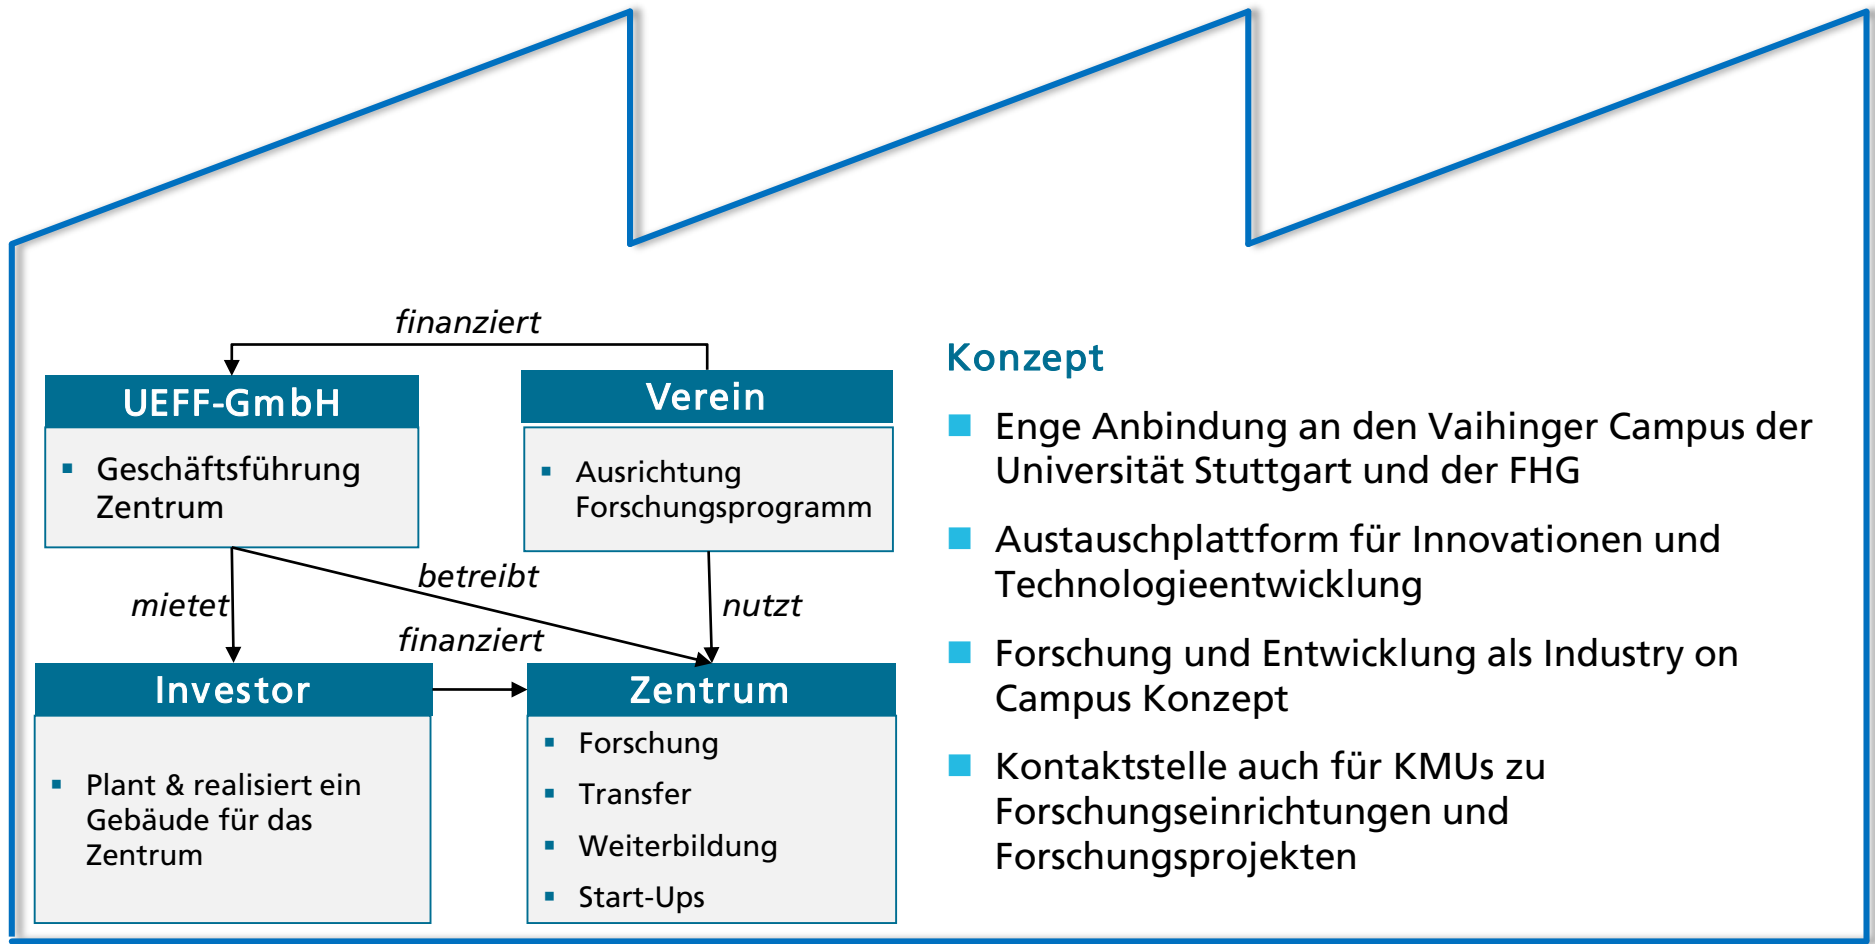 finanziert
UEFF-GmbH
Geschäftsführung
Zentrum
Verein
Ausrichtung
Forschungsprogramm
mietet
betreibt
nutzt
finanziert
Investor
Plant & realisiert ein
Gebäude für das
Zentrum
Zentrum
Forschung
Transfer
Weiterbildung
Start-Ups
Konzept
Enge Anbindung an den Vaihinger Campus der
Universität Stuttgart und der FHG
Austauschplattform für Innovationen und
Technologieentwicklung
Forschung und Entwicklung als Industry on
Campus Konzept
Kontaktstelle auch für KMUs zu
Forschungseinrichtungen und
Forschungsprojekten